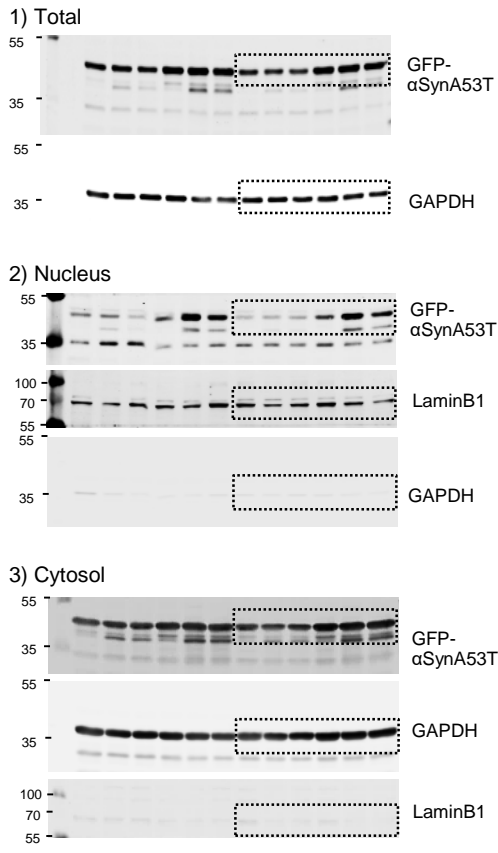 1) Total
55
GFP-
αSynA53T
35
55
35
GAPDH
2) Nucleus
55
GFP-
αSynA53T
35
100
70
LaminB1
55
55
35
GAPDH
3) Cytosol
55
35
GFP-
αSynA53T
55
GAPDH
35
100
LaminB1
70
55